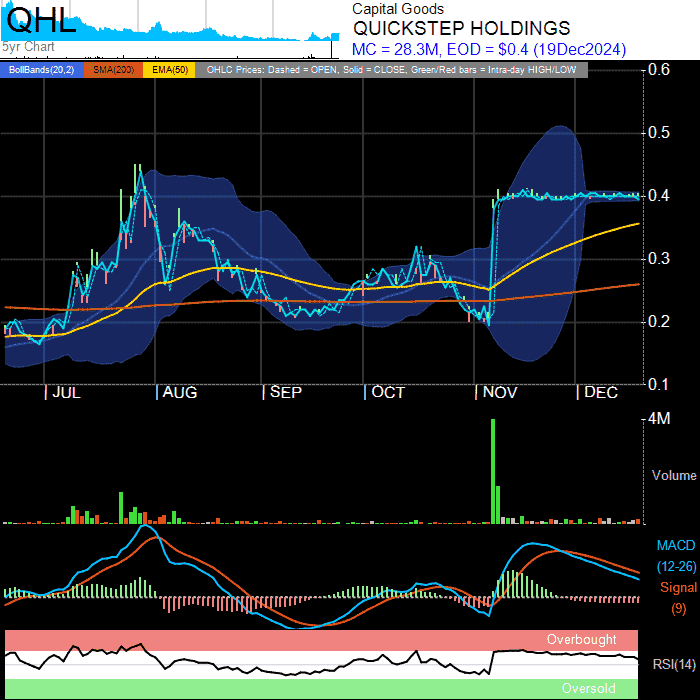 QHL
5yr Chart
Capital Goods
QUICKSTEP HOLDINGS
MC = 28.3M, EOD = $0.4 (19Dec2024)
BollBands(20,2) SMA(200) EMA(50) OHLC Prices: Dashed = OPEN, Solid = CLOSE, Green/Red bars = Intra-day HIGH/LOW
0.6
0.5
0.4
0.3
0.2
0.1
JUL AUG SEP OCT NOV DEC
4M
Volume
MACD
(12-26)
Signal
(9)
Overbought
RSI(14)
Oversold